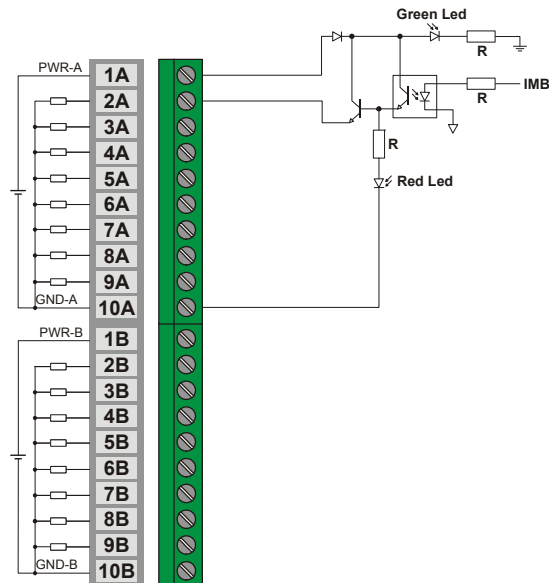 Green Led
R
PWR-A
1A
IMB
R
2A
3A
R
4A
5A
Red Led
6A
7A
8A
9A
GND-A
10A
PWR-B
1B
2B
3B
4B
5B
6B
7B
8B
9B
GND-B
10B